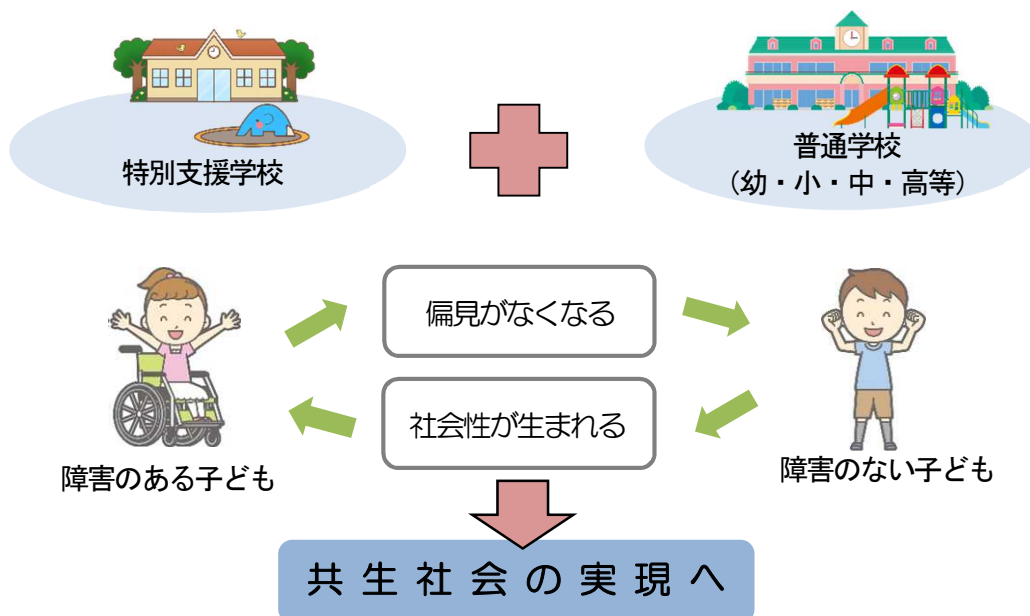 特別支援学校
普通学校
（幼・小・中・高等）
偏見がなくなる
社会性が生まれる
障害のある子ども
障害のない子ども
共生社会の実現へ